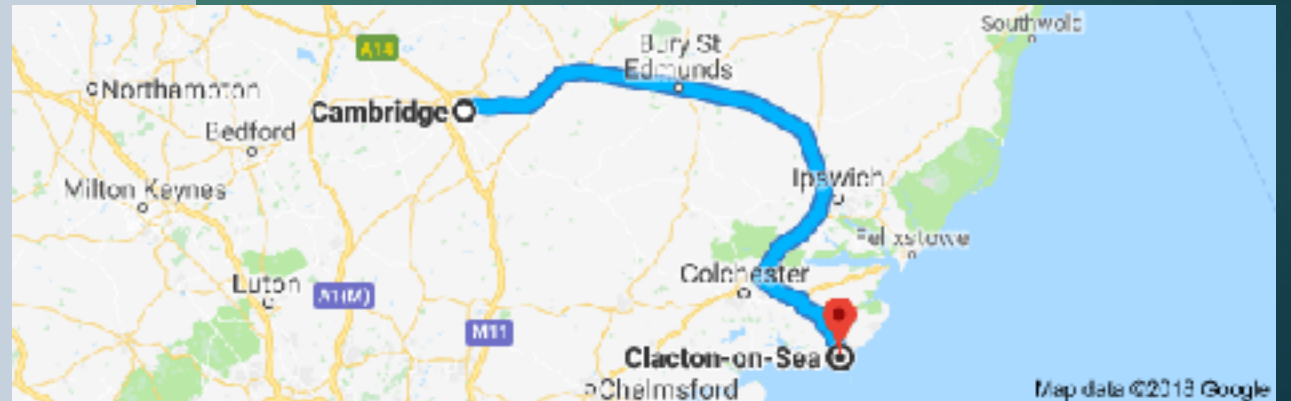 Southwold
A14
Bury St
Edmunds
Northampton
Cambridge
Bedford
Ipswich
Milton Keynes
Felixstowe
Colchester
Luton
A1(M)
M11
Clacton-on-Sea
Chelmsford
Map data ©2018 Google